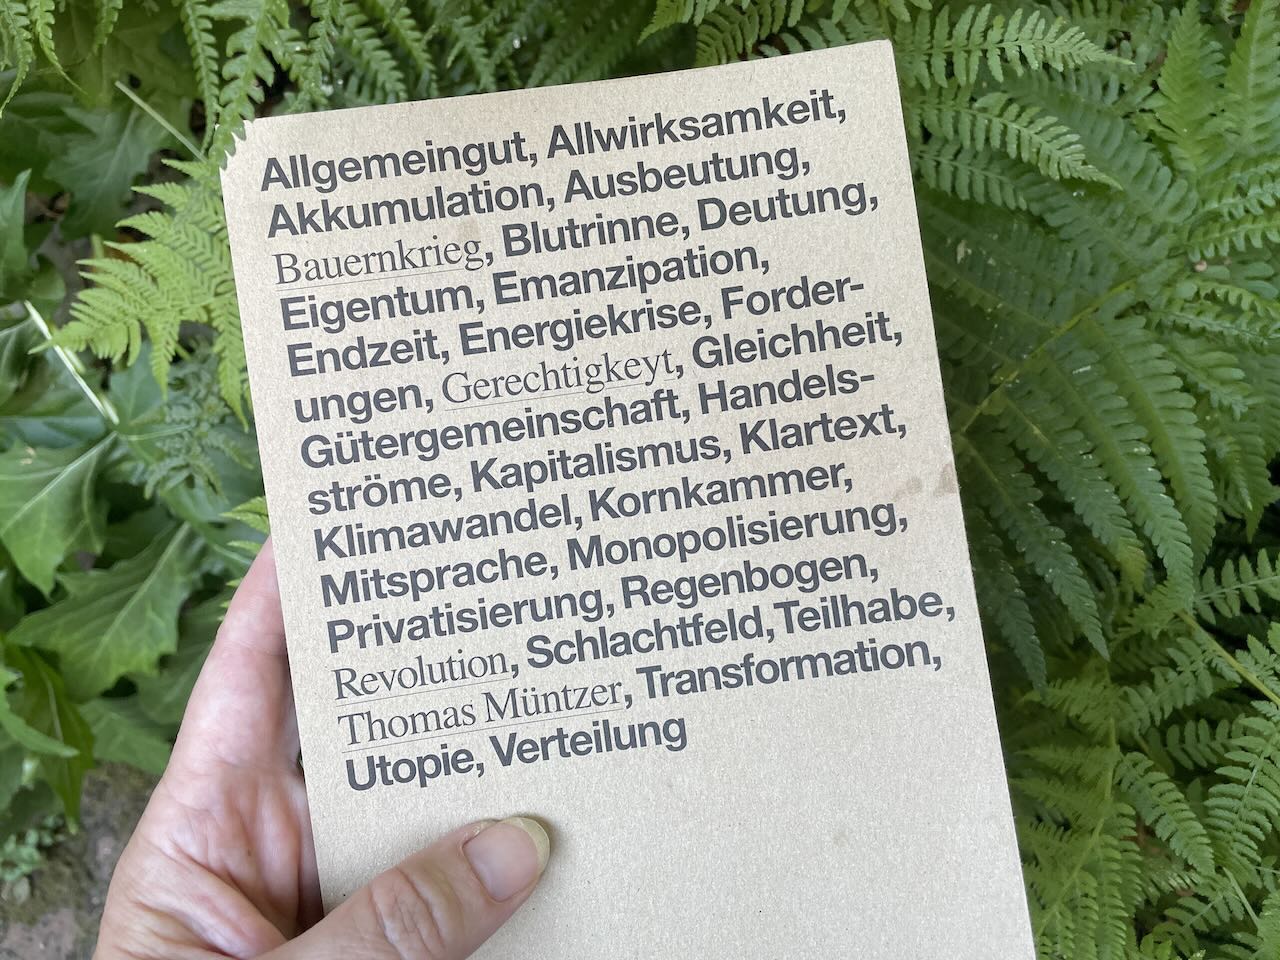 Allgemeingut, Allwirksamkeit,
Akkumulation, Ausbeutung,
Bauernkrieg, Blutrinne, Deutung,
Eigentum, Emanzipation,
Endzeit, Energiekrise, Forder-
ungen, Gerechtigkeyt, Gleichheit,
Gütergemeinschaft, Handels-
ströme, Kapitalismus, Klartext,
Klimawandel, Kornkammer,
Mitsprache, Monopolisierung,
Privatisierung, Regenbogen,
Revolution, Schlachtfeld, Teilhabe,
Thomas Müntzer, Transformation,
Utopie, Verteilung